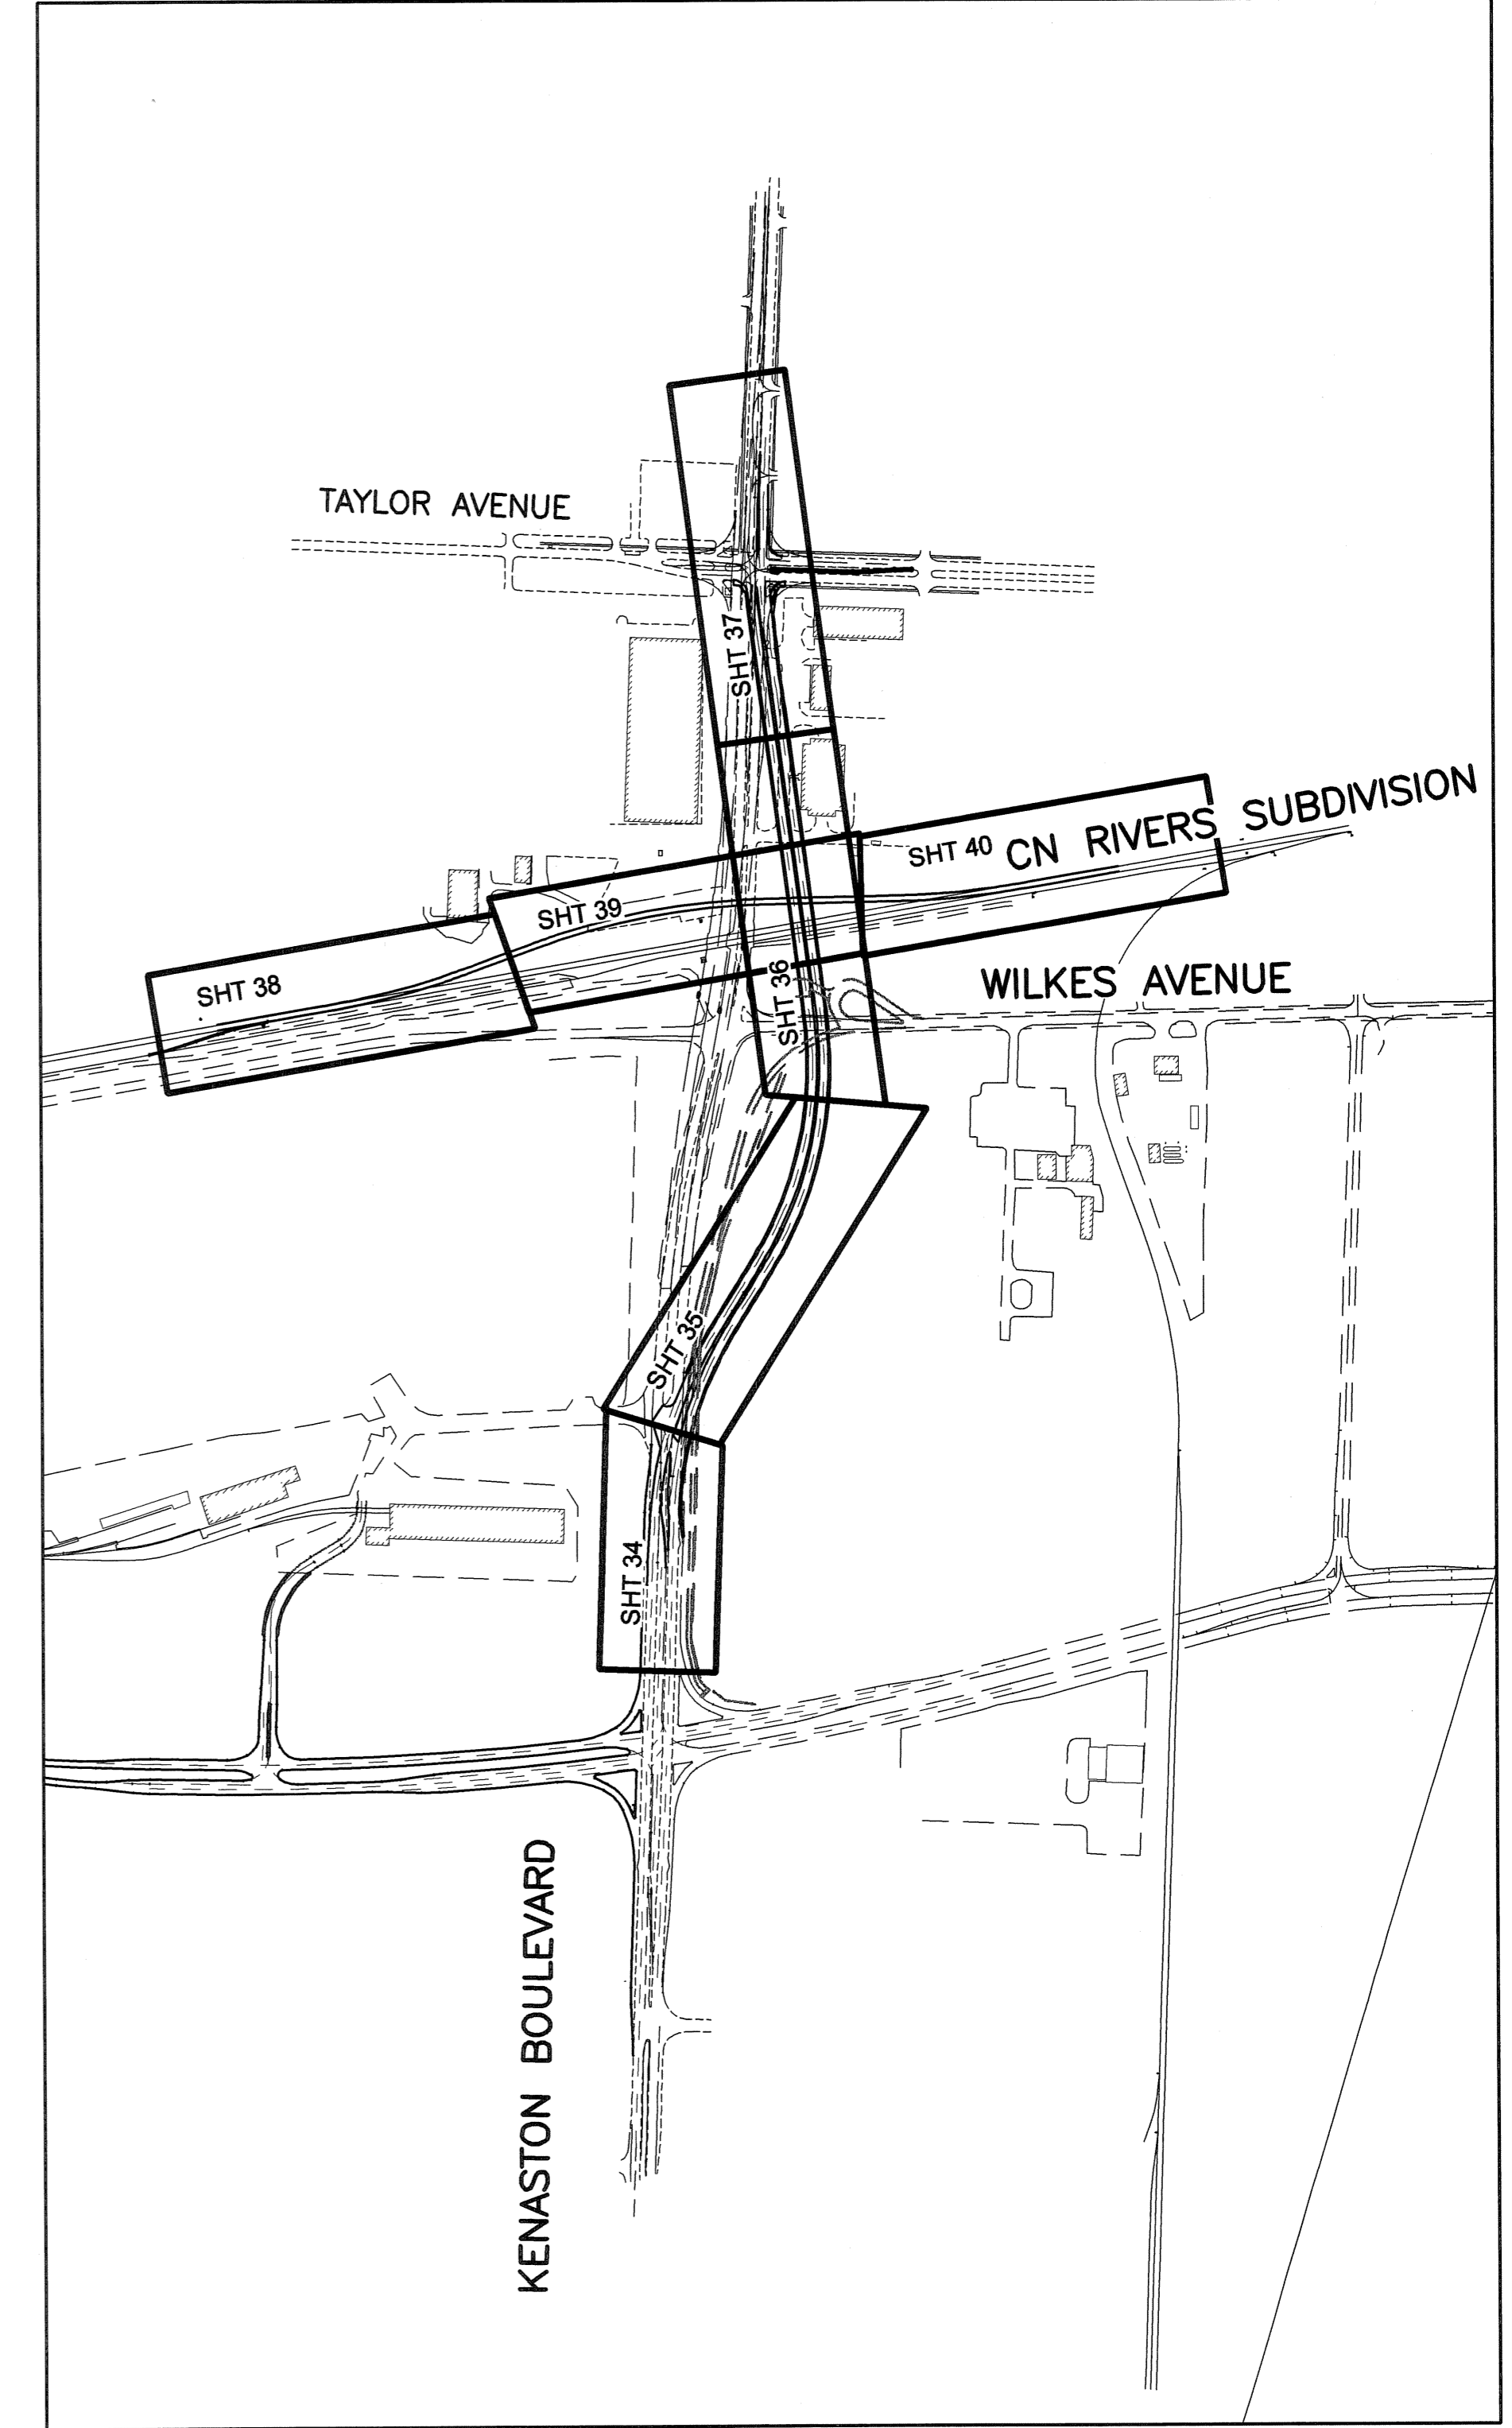 TAYLOR AVENUE
SHT 37
SHT 40
CN RIVERS SUBDIVISION
SHT 39
SHT 38
SHT 36
WILKES AVENUE
SHT 35
SHT 34
KENASTON BOULEVARD